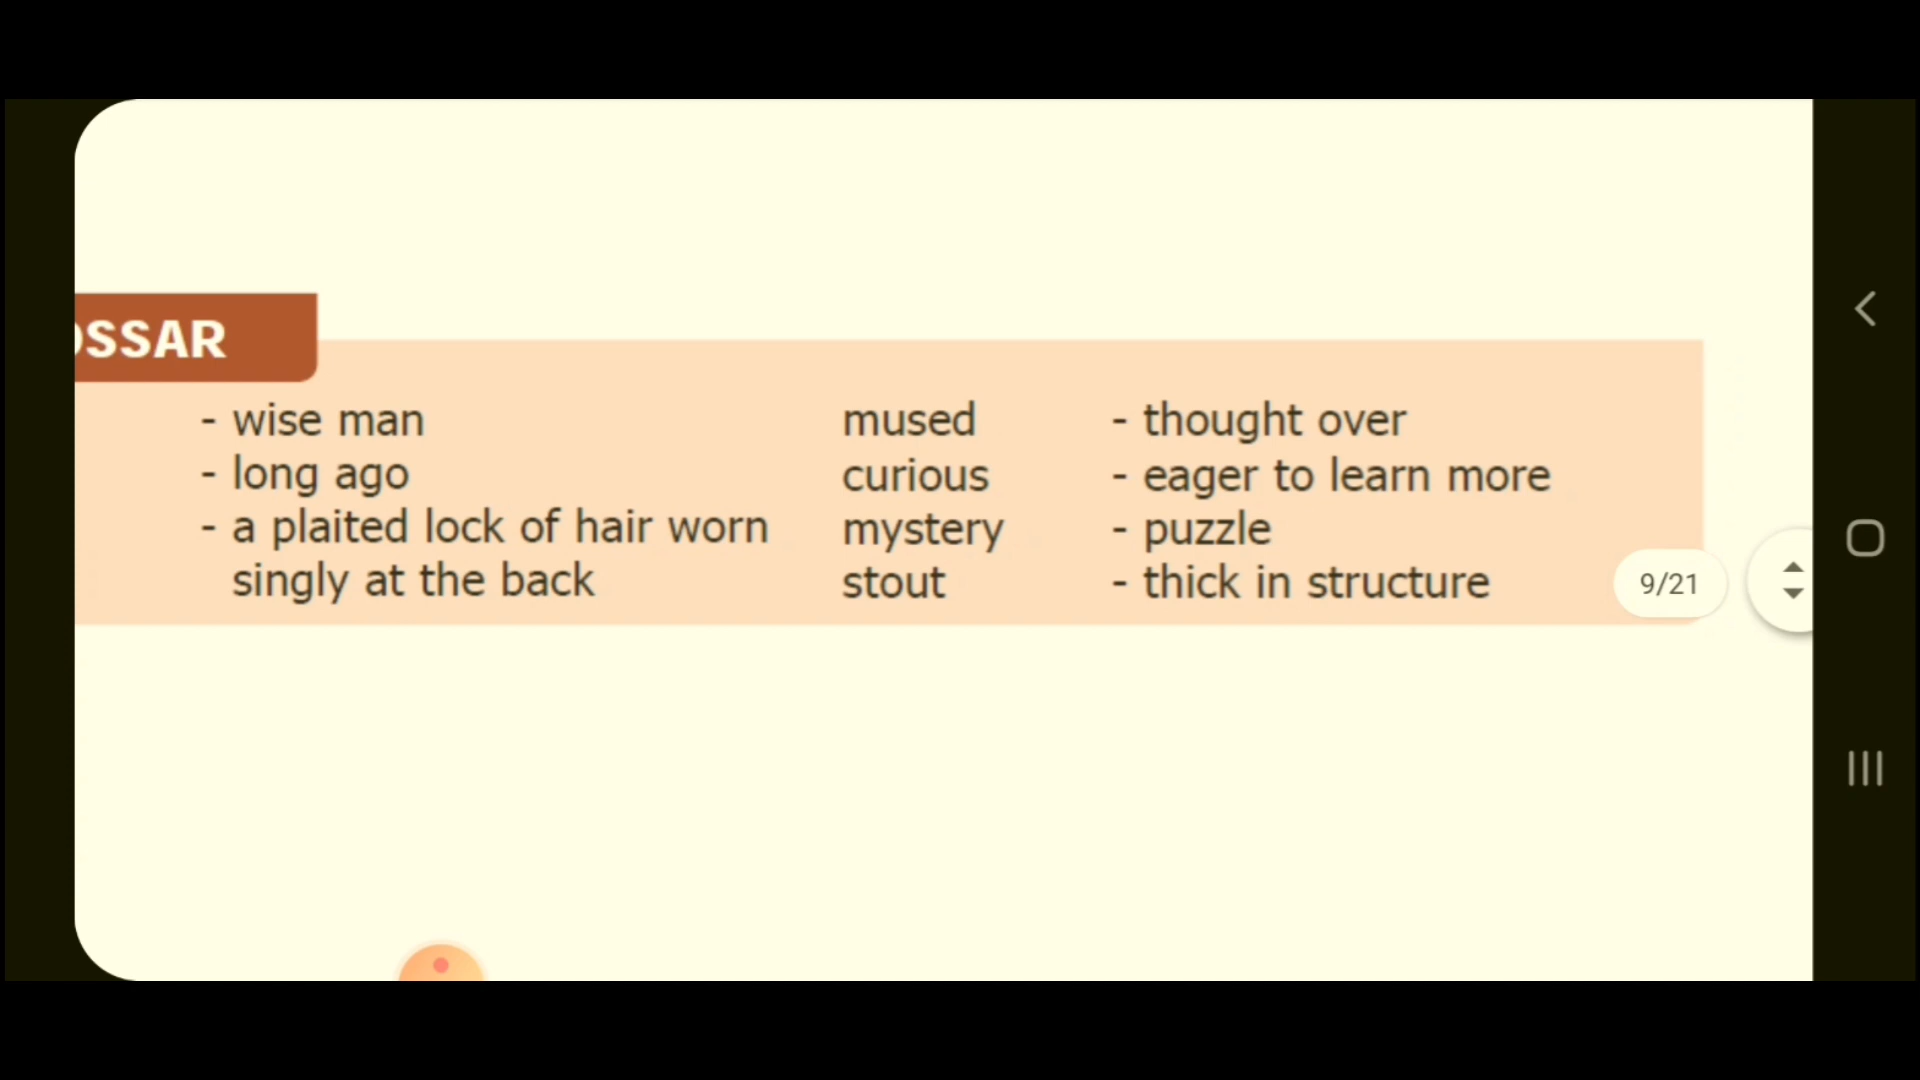 OSSAR
- wise man
- long ago
- a plaited lock of hair worn
singly at the back
mused - thought over
curious - eager to learn more
mystery - puzzle
stout - thick in structure
9/21